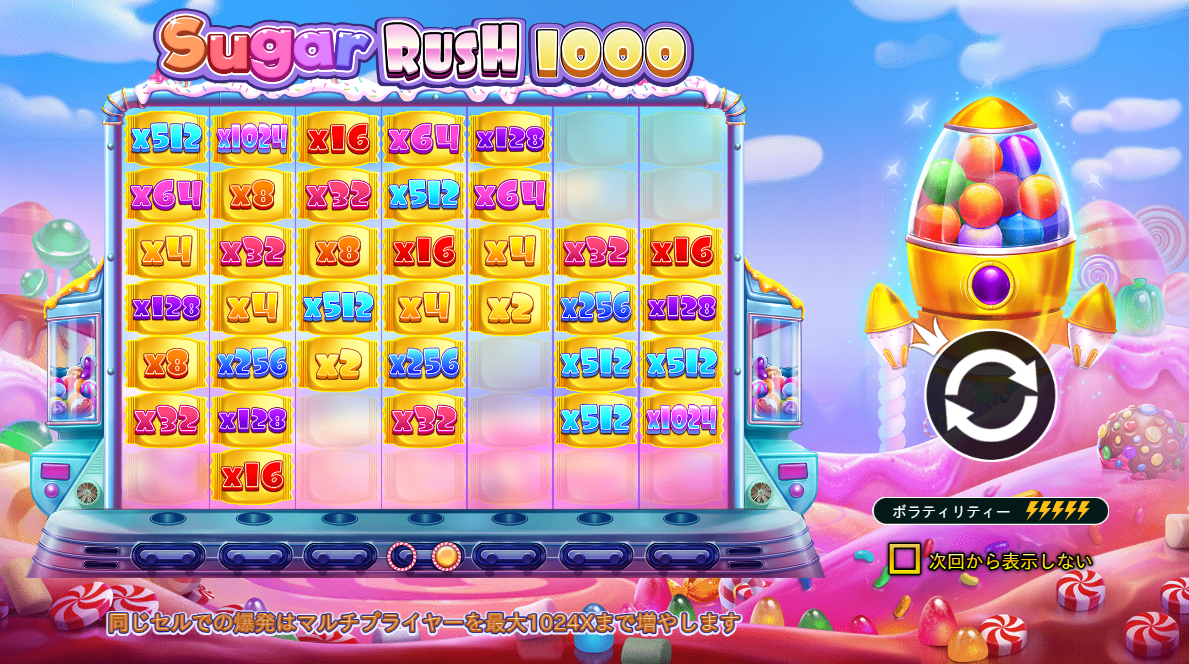 Sugar RUSH 1000
x512 x1024 x16 x64 x128
x64 x8 x32 x512 x64
x4 x32 x8 x16 x4 x32 x16
x128 x4 x512 x4 x2 x256 x128
x8 x256 x2 x256 x512 x512
x32 x128 x32 x512 x1024
x16
ボラティリティー
次回から表示しない
同じセルでの爆発はマルチプライヤーを最大1024Xまで増やします